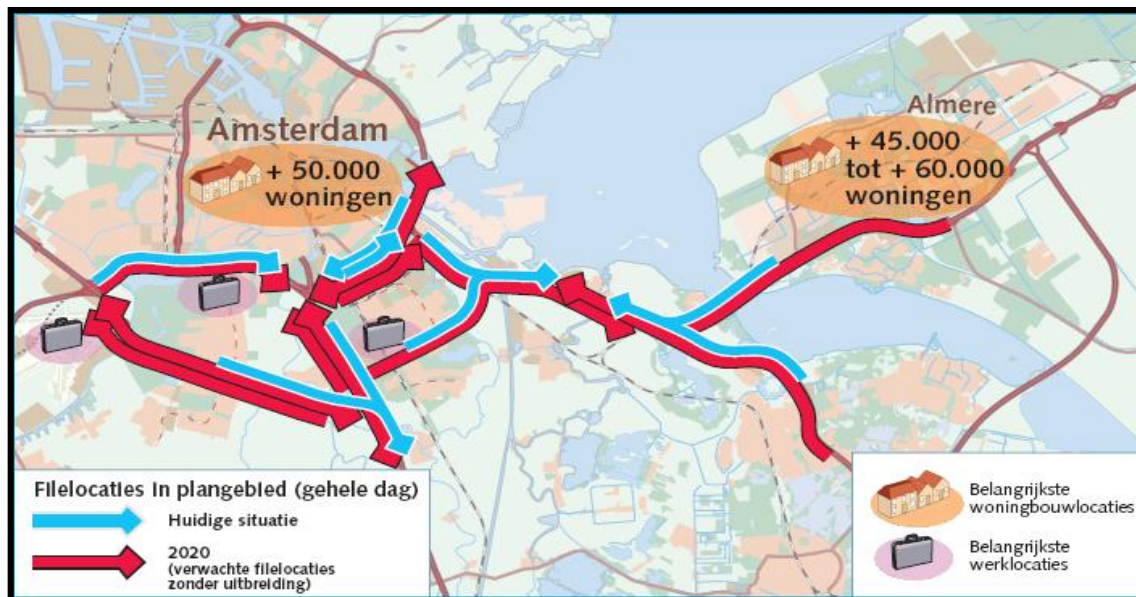 Amsterdam
+ 50.000
woningen
Almere
+ 45.000
tot + 60.000
woningen
Filelocaties in plangebied (gehele dag)
Huidige situatie
2020
(verwachte filelocaties
zonder uitbreiding)
Belangrijkste
woningbouwlocaties
Belangrijkste
werklocaties